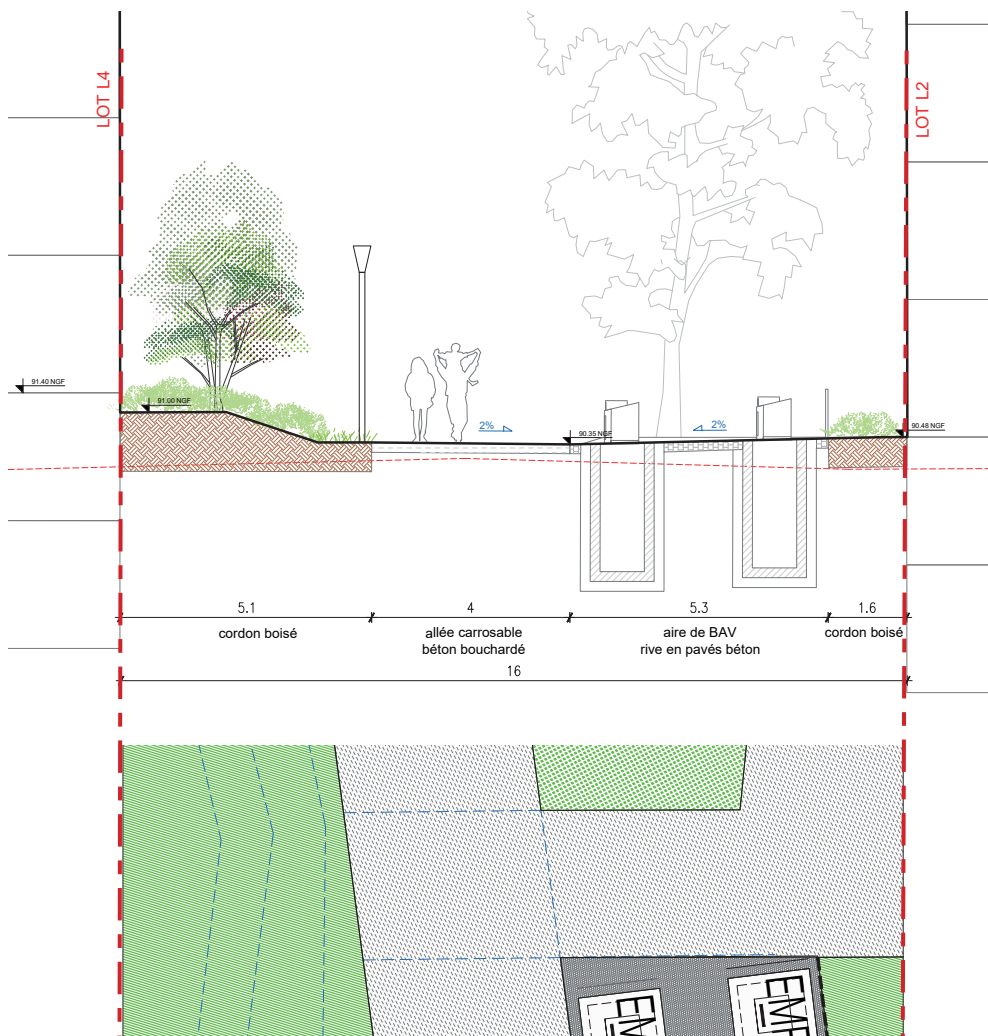 LOT L4
LOT L2
91.40 NGF
91.00 NGF
2%
90.35 NGF
2%
90.48 NGF
5.1
4
5.3
1.6
cordon boisé
allée carrosable
béton bouchardé
aire de BAV
rive en pavés béton
cordon boisé
16